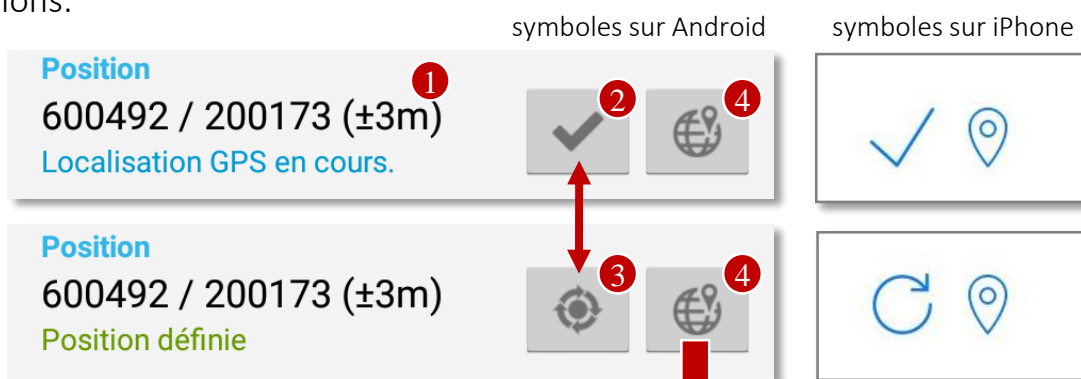 ions.
symboles sur Android
symboles sur iPhone
Position
1
600492 / 200173 (±3m)
2
4
Localisation GPS en cours.
Position
3
4
600492 / 200173 (±3m)
Position définie